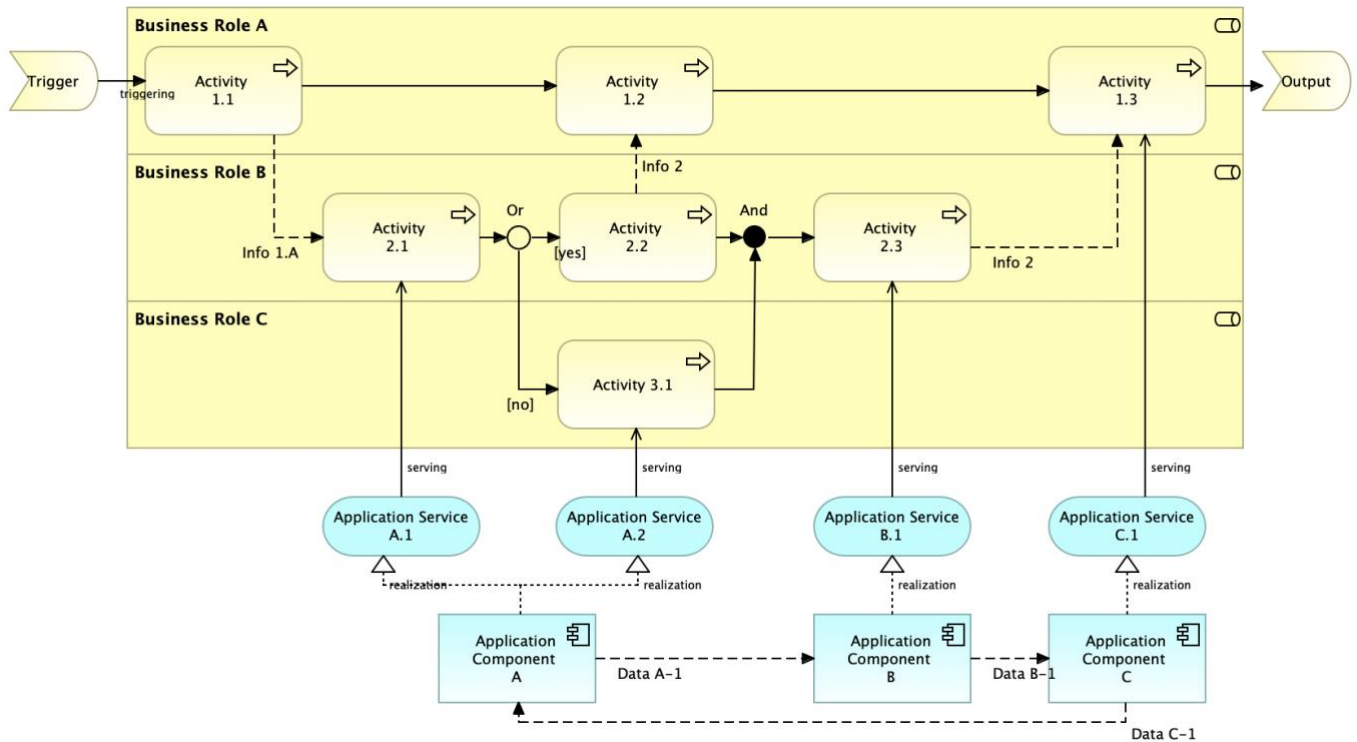 Business Role A
Trigger
triggering
Activity
1.1
Activity
1.2
Activity
1.3
Output
Business Role B
Info 2
Info 1.A
Activity
2.1
Or
[yes]
Activity
2.2
And
Activity
2.3
Info 2
Business Role C
[no]
Activity 3.1
serving
serving
serving
serving
Application Service
A.1
Application Service
A.2
Application Service
B.1
Application Service
C.1
realization
realization
realization
realization
Application
Component
A
Data A-1
Application
Component
B
Data B-1
Application
Component
C
Data C-1